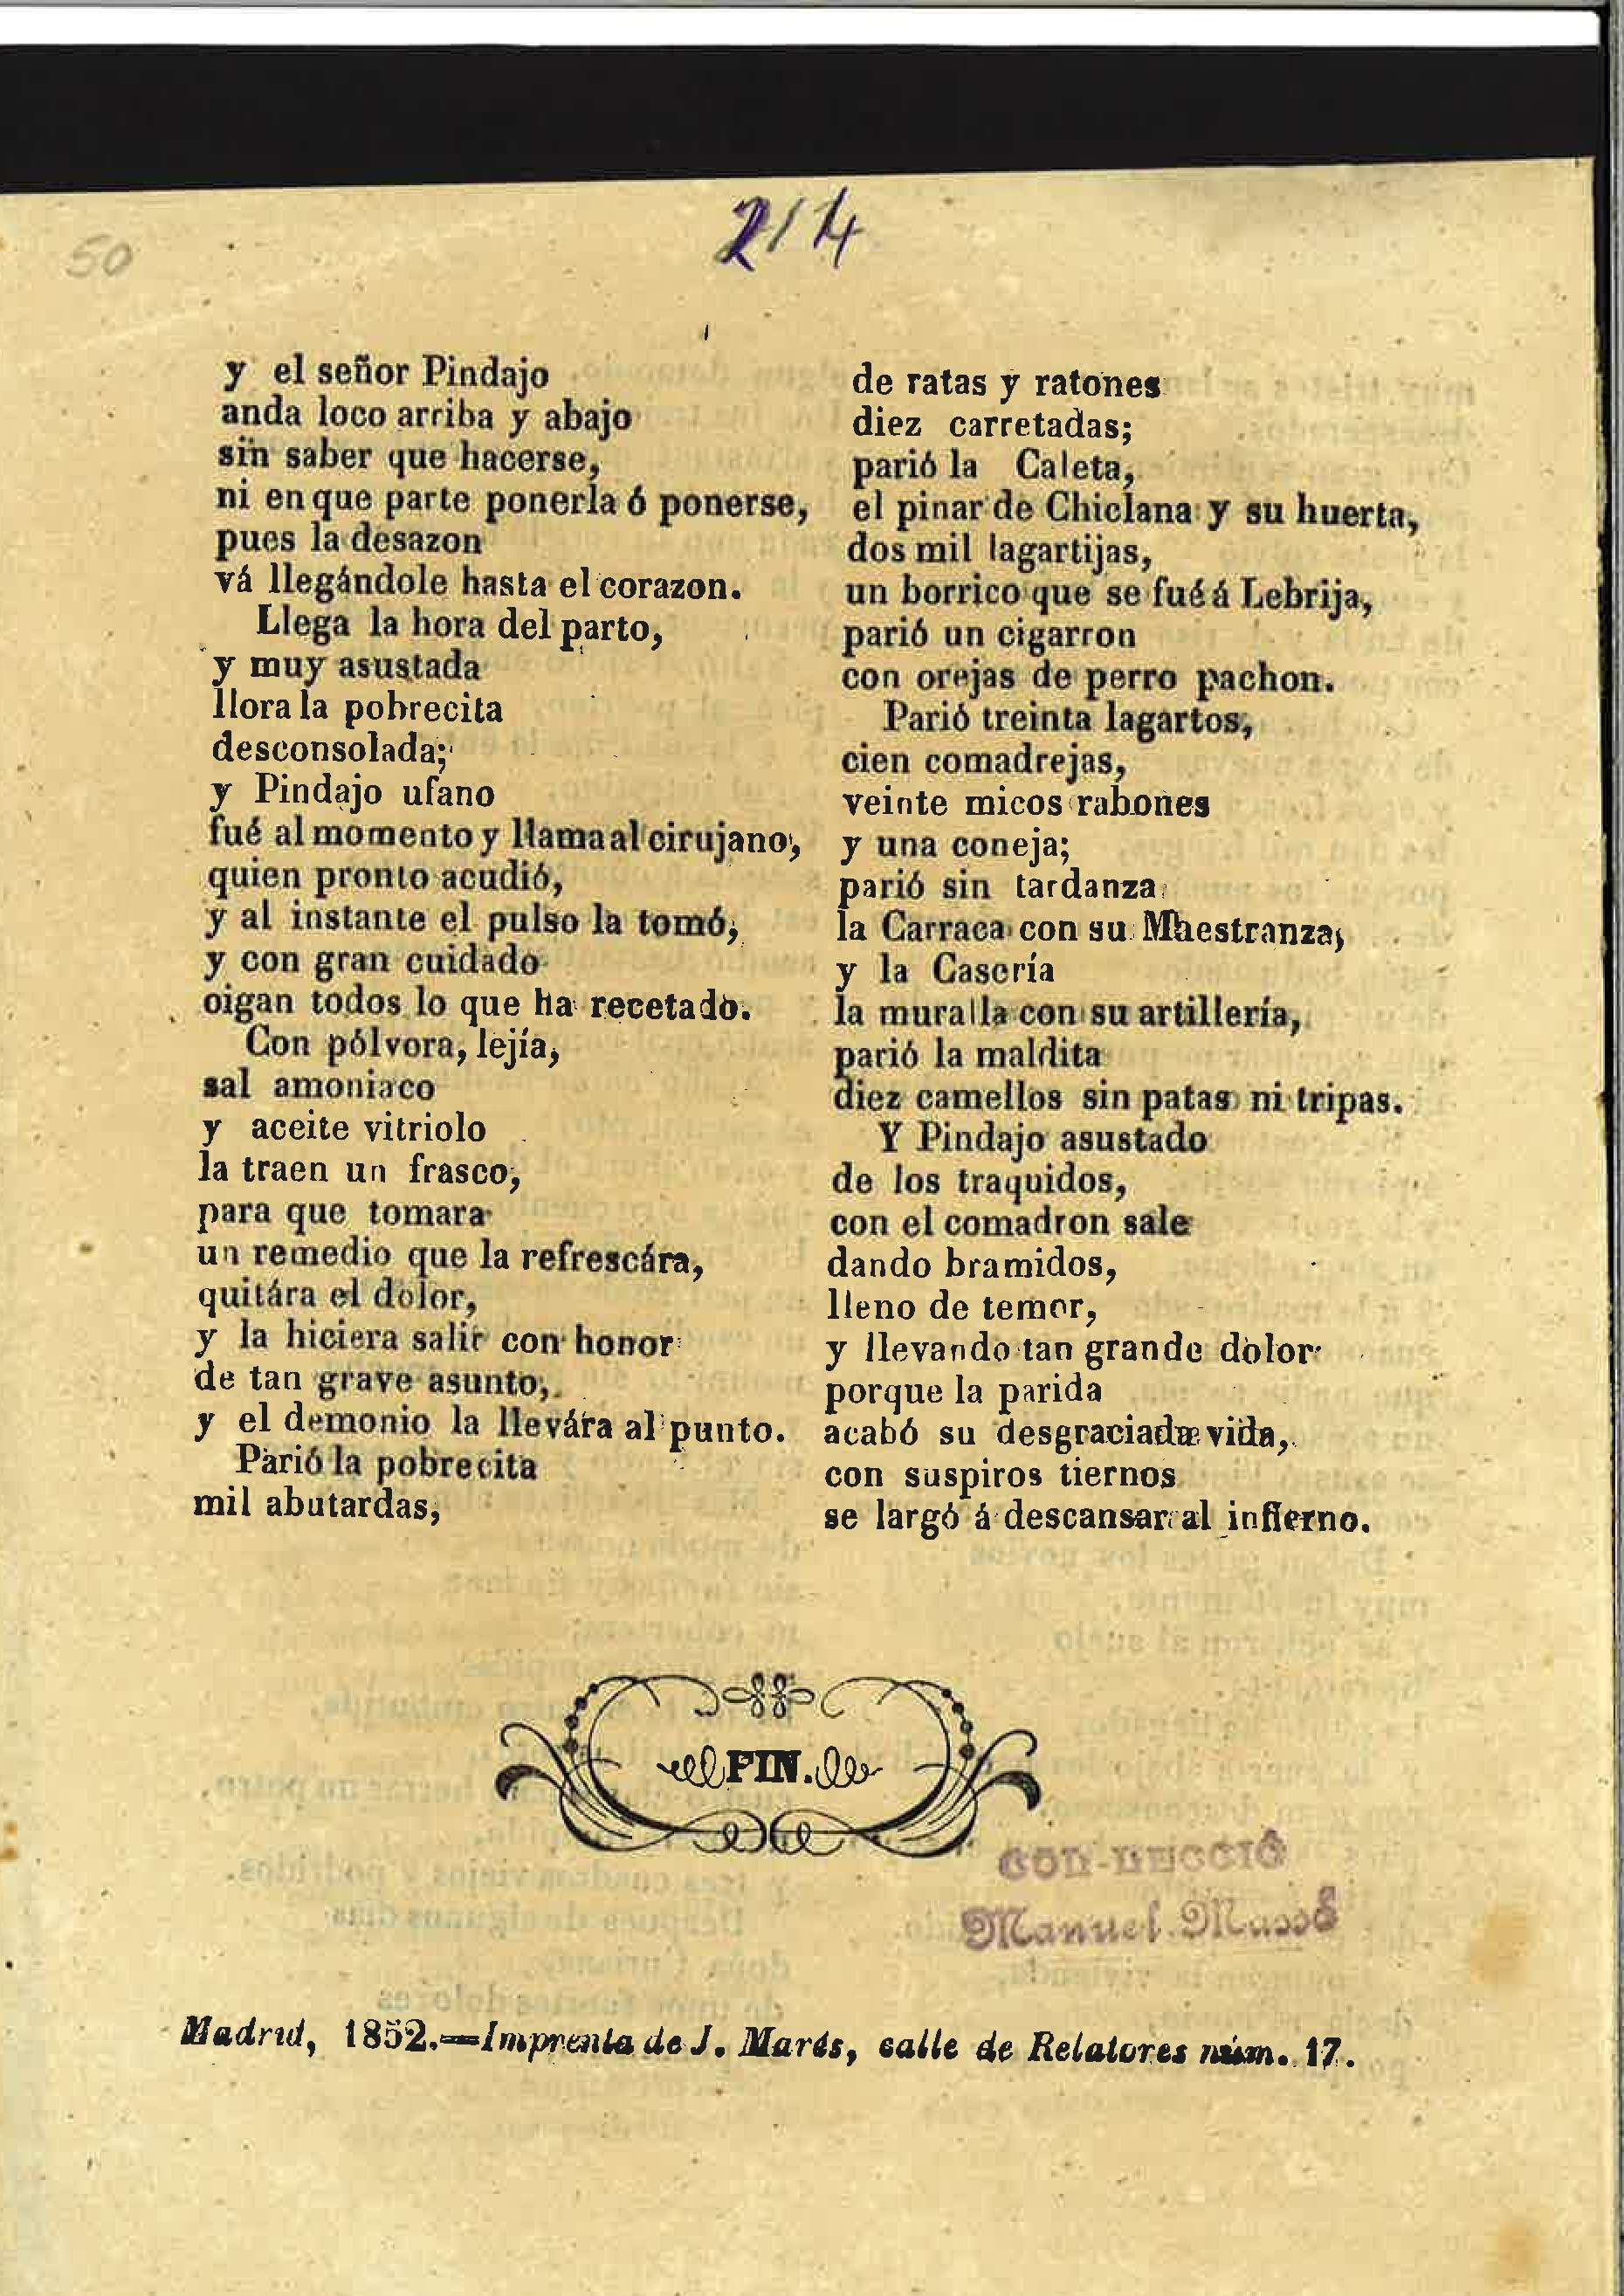 50
214
y el señor Pindajo
anda loco arriba y abajo
sin saber que hacerse,
ni en que parte ponerla ó ponerse,
pues la desazon
vá llegándole hasta el corazon.
Llega la hora del parto,
y muy asustada
llora la pobrecita
desconsolada;
y Pindajo ufano
fué al momento y llama al cirujano,
quien pronto acudió,
y al instante el pulso la tomó,
y con gran cuidado
oigan todos lo que ha recetado.
Con pólvora, lejía,
sal amoniaco
y aceite vitriolo
la traen un frasco,
para que tomara
un remedio que la refrescára,
quitára el dolor,
y la hiciera salir con honor
de tan grave asunto,
y el demonio la llevára al punto.
Parió la pobrecita
mil abutardas,
de ratas y ratones
diez carretadas;
parió la Caleta,
el pinar de Chiclana y su huerta,
dos mil lagartijas,
un borrico que se fué á Lebrija,
parió un cigarron
con orejas de perro pachon.
Parió treinta lagartos,
cien comadrejas,
veinte micos rabones
y una coneja;
parió sin tardanza
la Carraca con su Maestranza,
y la Casería
la muralla con su artillería,
parió la maldita
diez camellos sin patas ni tripas.
Y Pindajo asustado
de los traquidos,
con el comadron sale
dando bramidos,
lleno de temor,
y llevando tan grande dolor
porque la parida
acabó su desgraciada vida,
con suspiros tiernos
se largó á descansar al infierno.
FIN.
COL-LECCIÓ
Manuel Massó
Madrid, 1852.—Imprenta de J. Marés, calle de Relatores núm. 17.